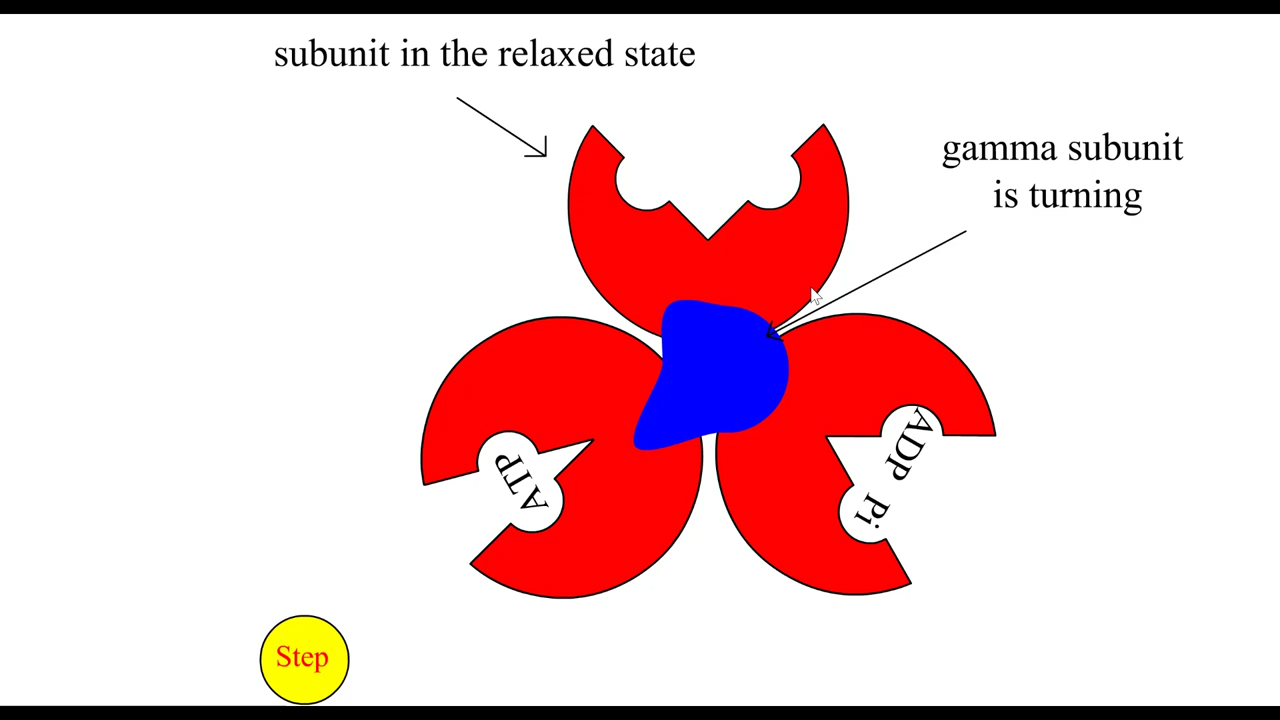 subunit in the relaxed state
gamma subunit
is turning
ATP
ADP Pi
Step